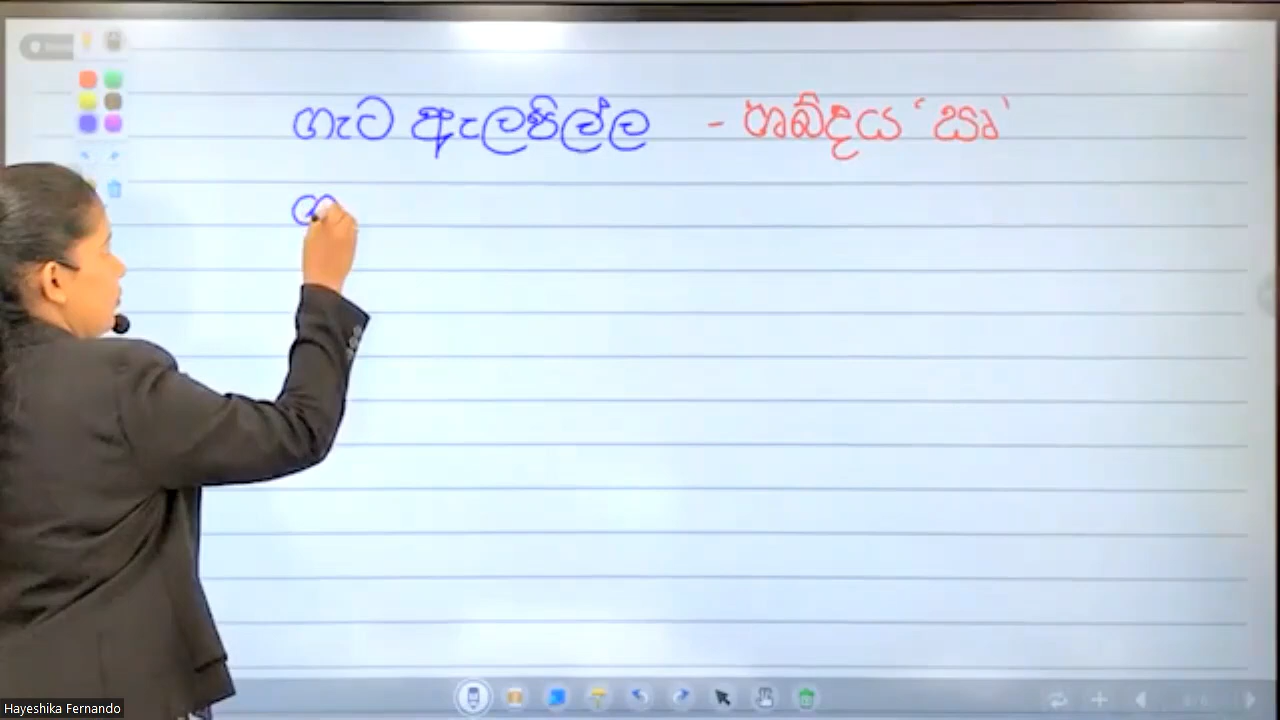 ගැට ඇලපිල්ල - ශබ්දය ‘ ඍ '
ග
Hayeshika Fernando